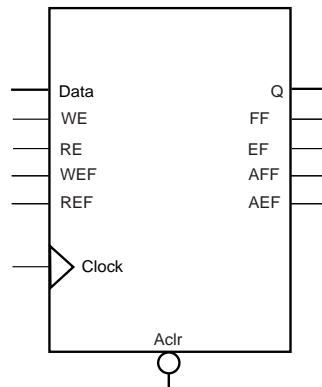 Data Q
WE FF
RE EF
WEF AFF
REF AEF
Clock
Aclr